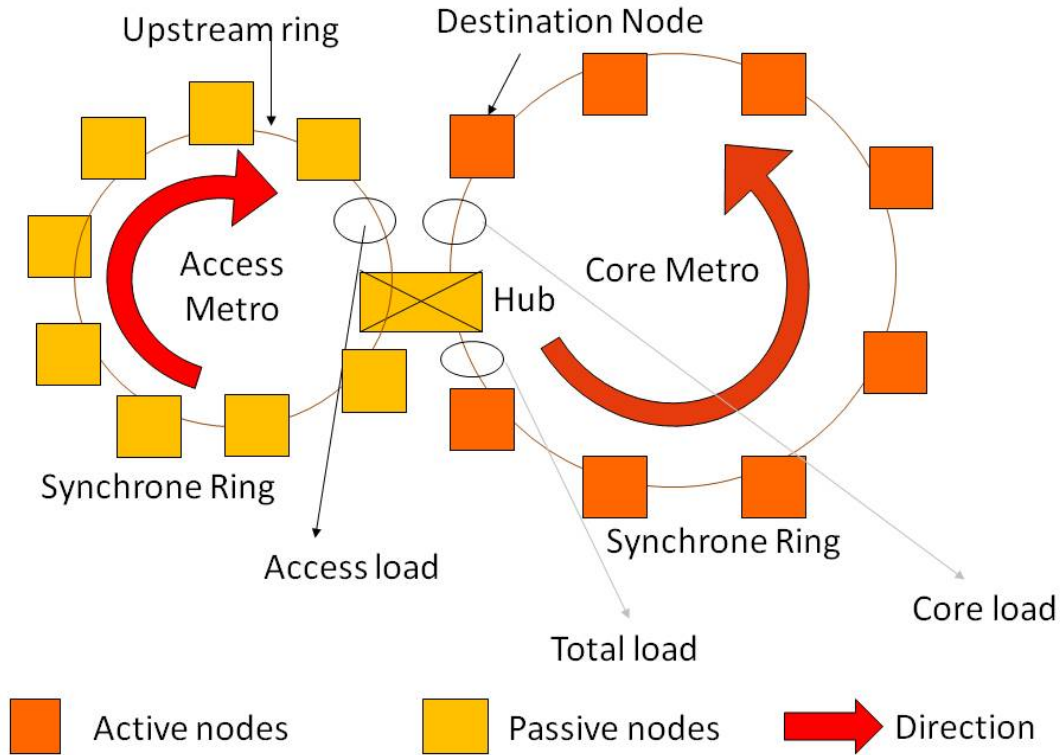 Upstream ring
Destination Node
Access
Metro
Core Metro
Hub
Synchrone Ring
Synchrone Ring
Access load
Core load
Total load
Active nodes
Passive nodes
Direction